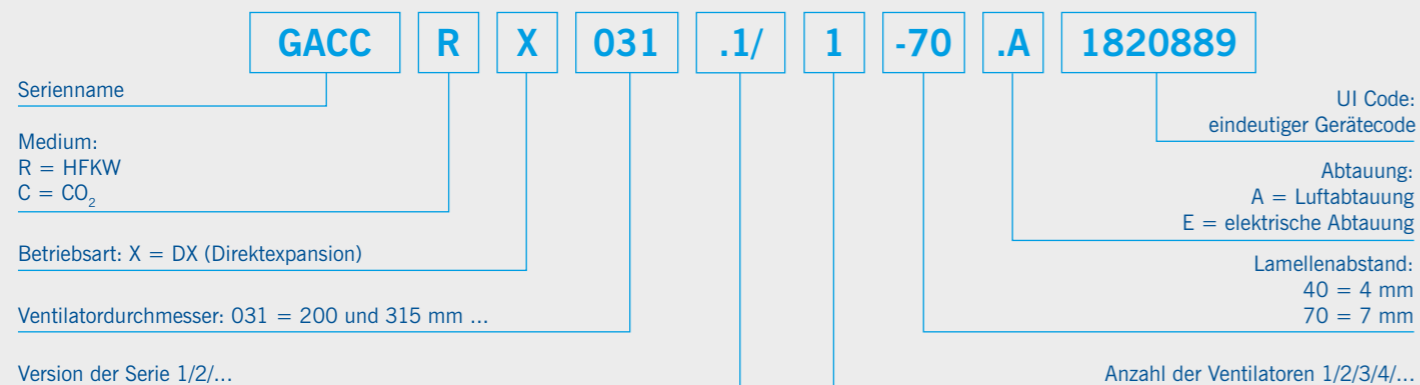 GACC R X 031 .1/ 1 -70 .A 1820889
Serienname
Medium:
R = HFKW
C = CO₂
Betriebsart: X = DX (Direktexpansion)
Ventilatordurchmesser: 031 = 200 und 315 mm ...
Version der Serie 1/2/...
UI Code:
eindeutiger Gerätecode
Abtauung:
A = Luftabtauung
E = elektrische Abtauung
Lamellenabstand:
40 = 4 mm
70 = 7 mm
Anzahl der Ventilatoren 1/2/3/4/...